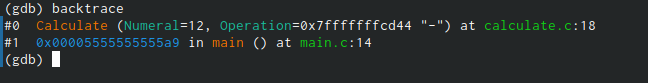 (gdb) backtrace
#0  Calculate (Numeral=12, Operation=0x7fffffffcd44 "-") at calculate.c:18
#1  0x00005555555555a9 in main () at main.c:14
(gdb)